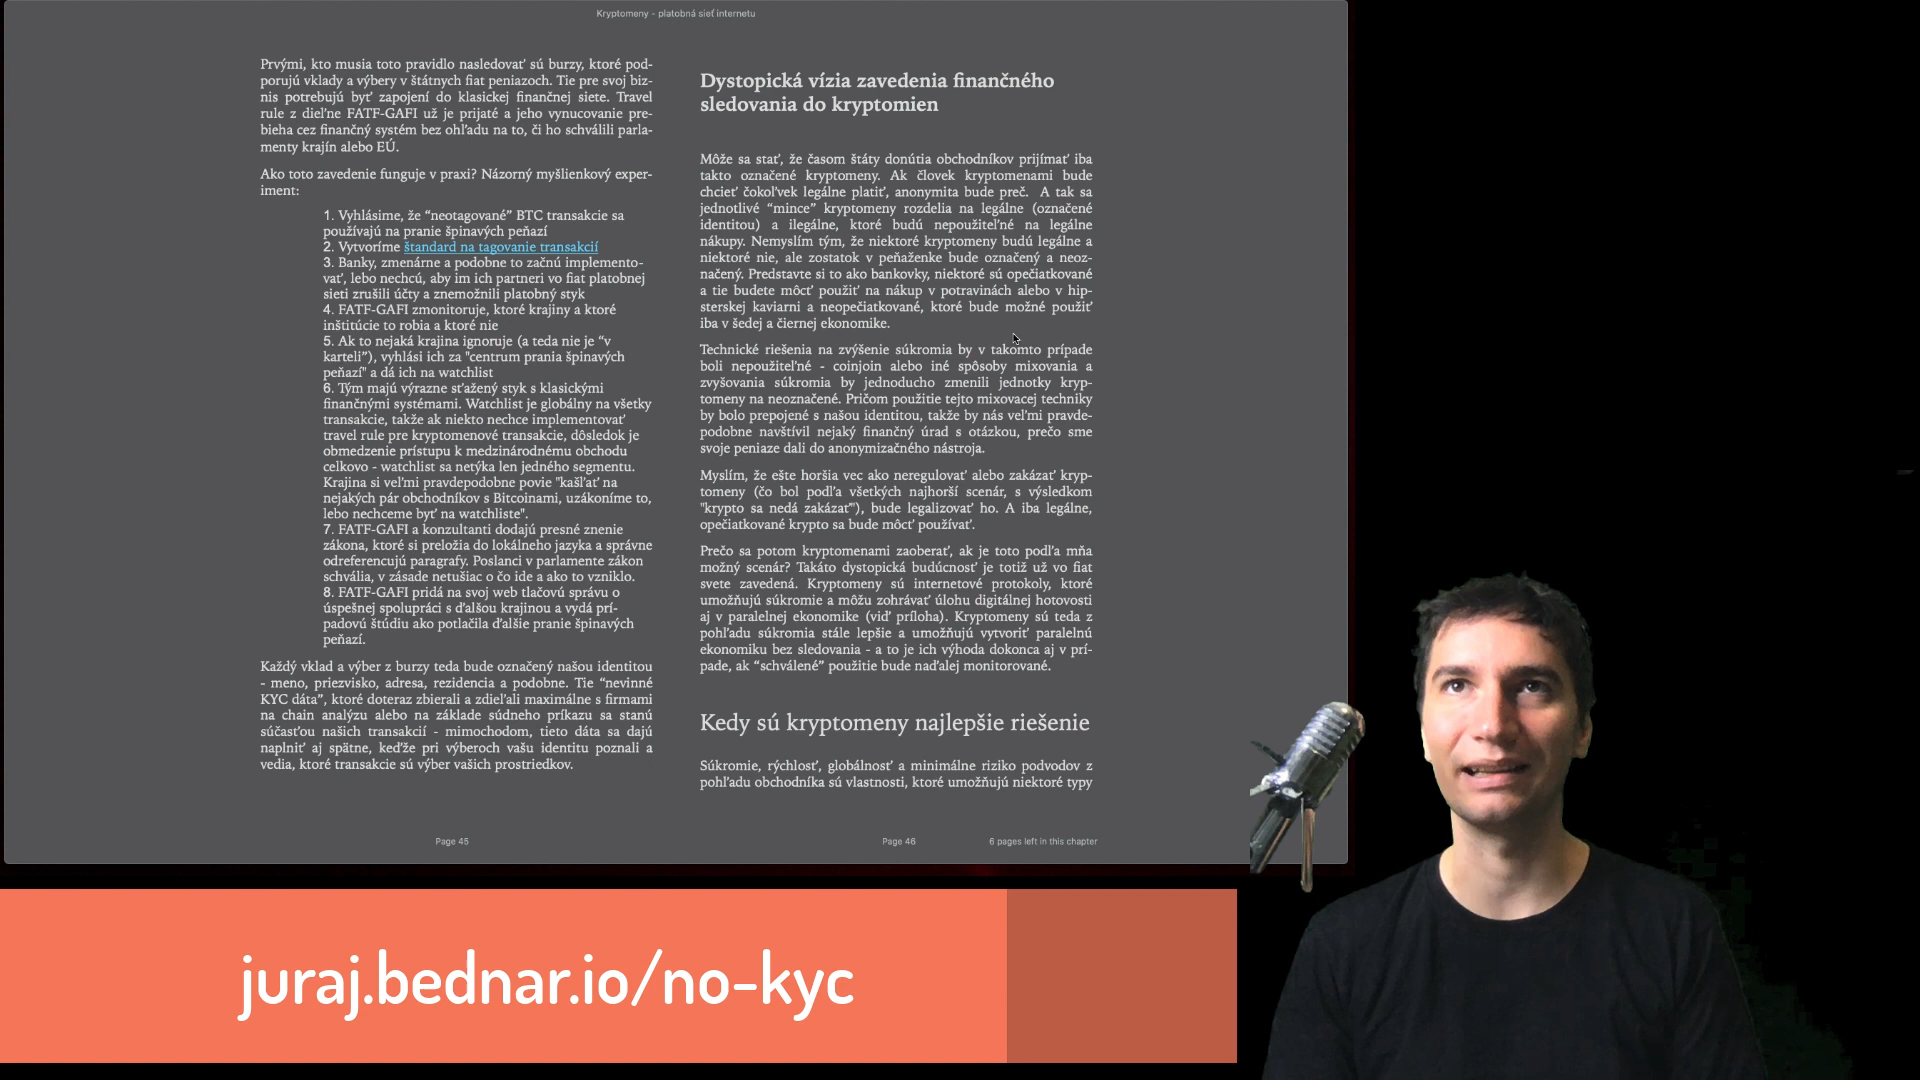 Kryptomeny - platobná sieť internetu
Prvými, kto musia toto pravidlo nasledovať sú burzy, ktoré pod-
porujú vklady a výbery v štátnych fiat peniazoch. Tie pre svoj biz-
nis potrebujú byť zapojení do klasickej finančnej siete. Travel
rule z dieľne FATF-GAFI už je prijaté a jeho vynucovanie pre-
bieha cez finančný systém bez ohľadu na to, či ho schválili parla-
menty krajín alebo EÚ.
Ako toto zavedenie funguje v praxi? Názorný myšlienkový exper-
iment:
1. Vyhlásime, že “neotagované” BTC transakcie sa
používajú na pranie špinavých peňazí
2. Vytvoríme štandard na tagovanie transakcií
3. Banky, zmenárne a podobne to začnú implemento-
vať, lebo nechcú, aby im ich partneri vo fiat platobnej
sieti zrušili účty a znemožnili platobný styk
4. FATF-GAFI zmonitoruje, ktoré krajiny a ktoré
inštitúcie to robia a ktoré nie
5. Ak to nejaká krajina ignoruje (a teda nie je “v
karteli”), vyhlási ich za "centrum prania špinavých
peňazí" a dá ich na watchlist
6. Tým majú výrazne sťažený styk s klasickými
finančnými systémami. Watchlist je globálny na všetky
transakcie, takže ak niekto nechce implementovať
travel rule pre kryptomenové transakcie, dôsledok je
obmedzenie prístupu k medzinárodnému obchodu
celkovo - watchlist sa netýka len jedného segmentu.
Krajina si veľmi pravdepodobne povie "kašľať na
nejakých pár obchodníkov s Bitcoinami, uzákoníme to,
lebo nechceme byť na watchliste".
7. FATF-GAFI a konzultanti dodajú presné znenie
zákona, ktoré si preložia do lokálneho jazyka a správne
odreferencujú paragrafy. Poslanci v parlamente zákon
schvália, v zásade netušiac o čo ide a ako to vzniklo.
8. FATF-GAFI pridá na svoj web tlačovú správu o
úspešnej spolupráci s ďalšou krajinou a vydá prí-
padovú štúdiu ako potlačila ďalšie pranie špinavých
peňazí.
Každý vklad a výber z burzy teda bude označený našou identitou
- meno, priezvisko, adresa, rezidencia a podobne. Tie “nevinné
KYC dáta”, ktoré doteraz zbierali a zdieľali maximálne s firmami
na chain analýzu alebo na základe súdneho príkazu sa stanú
súčasťou našich transakcií - mimochodom, tieto dáta sa dajú
naplniť aj spätne, keďže pri výberoch vašu identitu poznali a
vedia, ktoré transakcie sú výber vašich prostriedkov.
Page 45
Dystopická vízia zavedenia finančného
sledovania do kryptomien
Môže sa stať, že časom štáty donútia obchodníkov prijímať iba
takto označené kryptomeny. Ak človek kryptomenami bude
chcieť čokoľvek legálne platiť, anonymita bude preč. A tak sa
jednotlivé “mince” kryptomeny rozdelia na legálne (označené
identitou) a ilegálne, ktoré budú nepoužiteľné na legálne
nákupy. Nemyslím tým, že niektoré kryptomeny budú legálne a
niektoré nie, ale zostatok v peňaženke bude označený a neoz-
načený. Predstavte si to ako bankovky, niektoré sú opečiatkované
a tie budete môcť použiť na nákup v potravinách alebo v hip-
sterskej kaviarni a neopečiatkované, ktoré bude možné použiť
iba v šedej a čiernej ekonomike.
Technické riešenia na zvýšenie súkromia by v takomto prípade
boli nepoužiteľné - coinjoin alebo iné spôsoby mixovania a
zvyšovania súkromia by jednoducho zmenili jednotky kryp-
tomeny na neoznačené. Pričom použitie tejto mixovacej techniky
by bolo prepojené s našou identitou, takže by nás veľmi pravde-
podobne navštívil nejaký finančný úrad s otázkou, prečo sme
svoje peniaze dali do anonymizačného nástroja.
Myslím, že ešte horšia vec ako neregulovať alebo zakázať kryp-
tomeny (čo bol podľa všetkých najhorší scenár, s výsledkom
"krypto sa nedá zakázať"), bude legalizovať ho. A iba legálne,
opečiatkované krypto sa bude môcť používať.
Prečo sa potom kryptomenami zaoberať, ak je toto podľa mňa
možný scenár? Takáto dystopická budúcnosť je totiž už vo fiat
svete zavedená. Kryptomeny sú internetové protokoly, ktoré
umožňujú súkromie a môžu zohrávať úlohu digitálnej hotovosti
aj v paralelnej ekonomike (viď príloha). Kryptomeny sú teda z
pohľadu súkromia stále lepšie a umožňujú vytvoriť paralelnú
ekonomiku bez sledovania - a to je ich výhoda dokonca aj v prí-
pade, ak “schválené” použitie bude naďalej monitorované.
Kedy sú kryptomeny najlepšie riešenie
Súkromie, rýchlosť, globálnosť a minimálne riziko podvodov z
pohľadu obchodníka sú vlastnosti, ktoré umožňujú niektoré typy
Page 46
6 pages left in this chapter
juraj.bednar.io/no-kyc